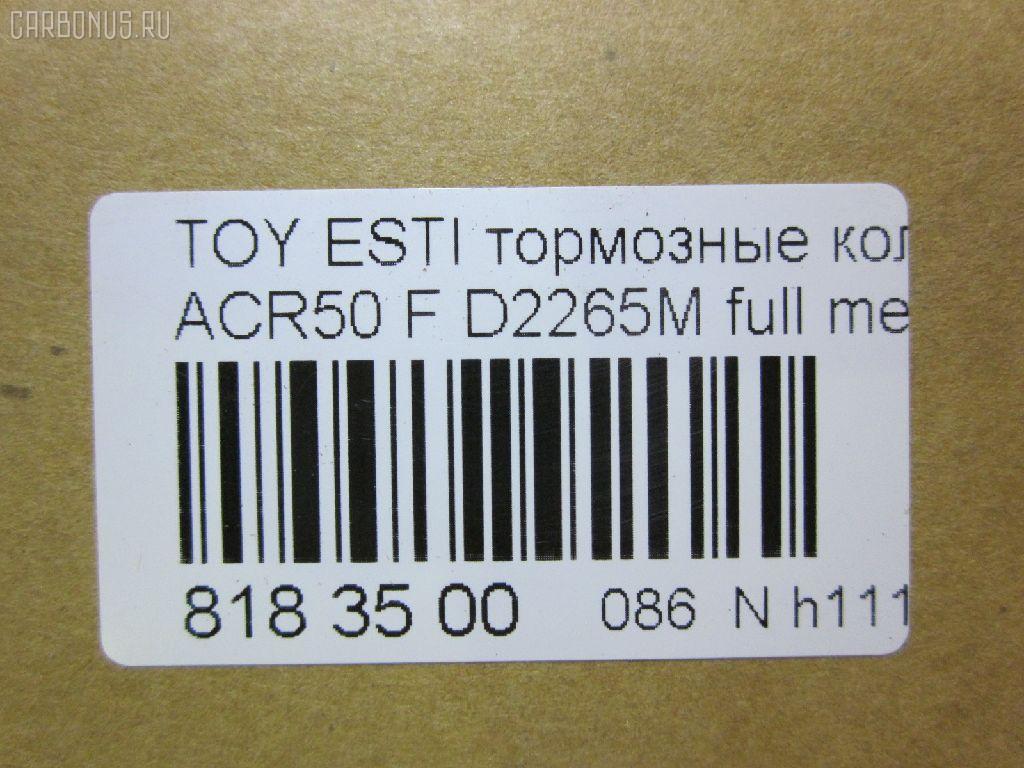 CARBONUS.RU
TOY ESTI тормозные кол
ACR50 F D2265M full me
818 35 00 086 N h111